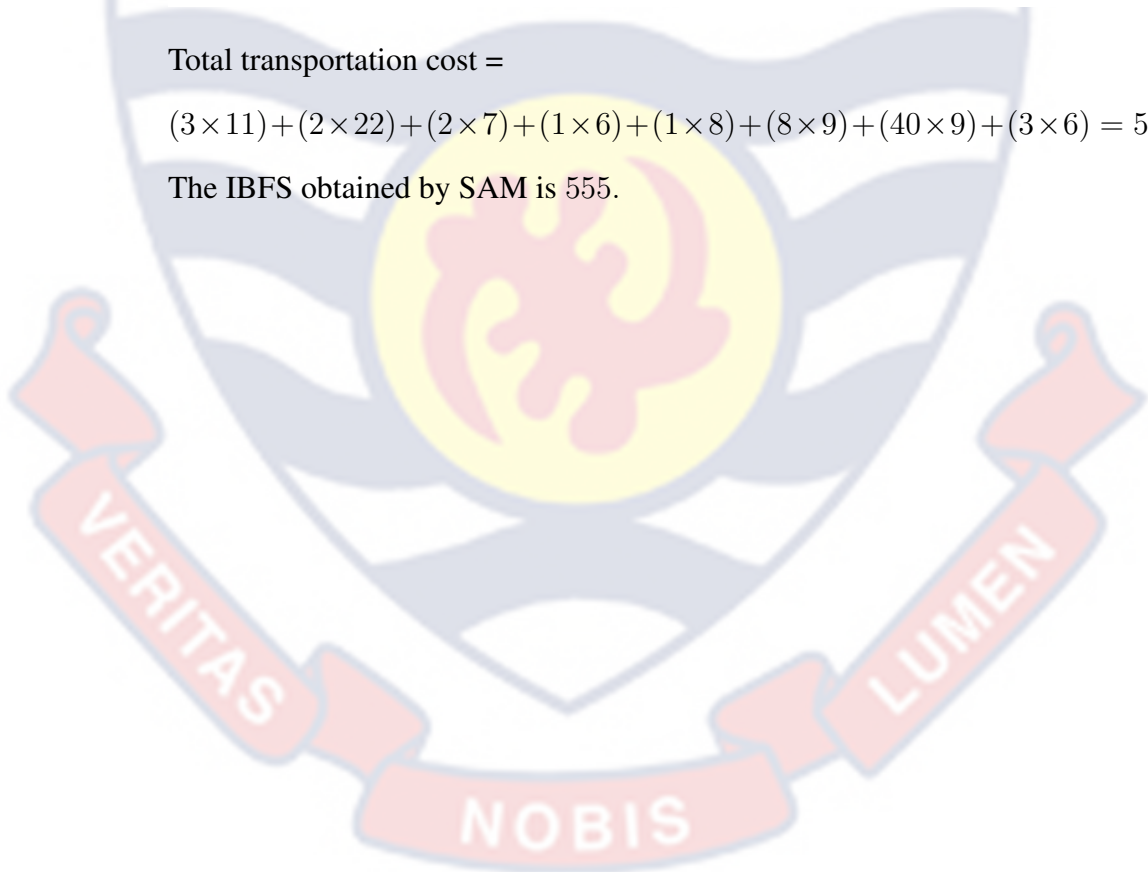 Total transportation cost =
(3×11)+(2×22)+(2×7)+(1×6)+(1×8)+(8×9)+(40×9)+(3×6) = 5
The IBFS obtained by SAM is 555.
VERITAS
NOBIS
LUMEN